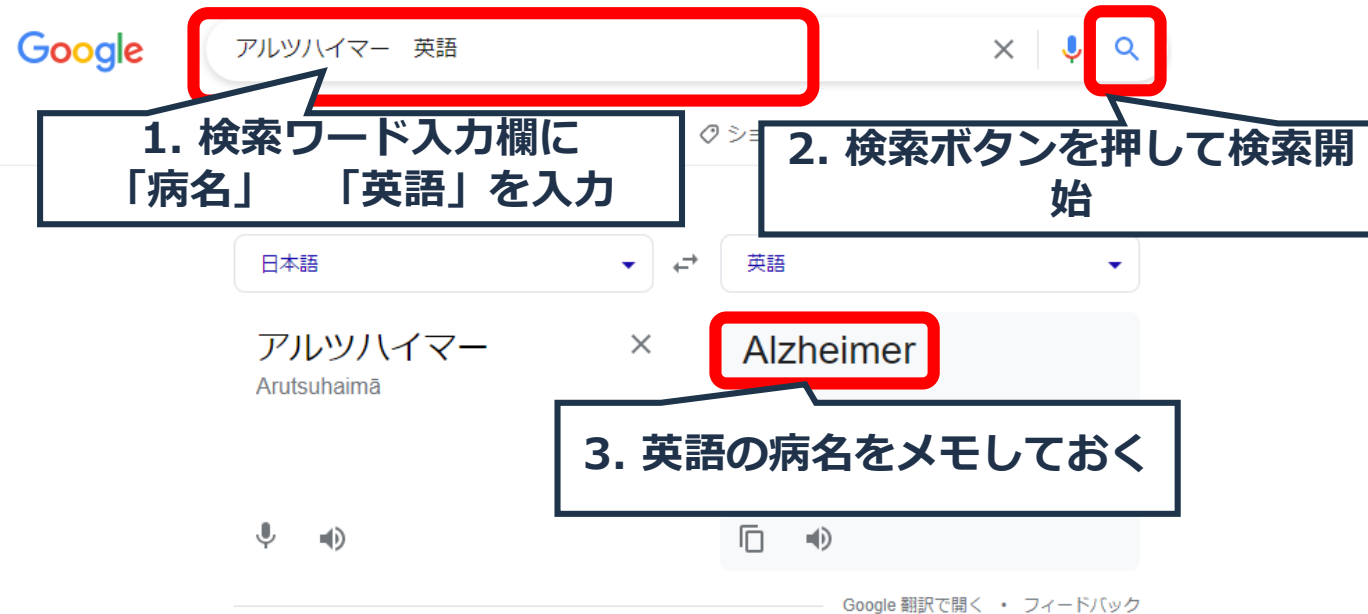 Google
アルツハイマー　英語
1. 検索ワード入力欄に
「病名」　「英語」を入力
ショ
2. 検索ボタンを押して検索開
始
日本語
英語
アルツハイマー
Arutsuhaimā
Alzheimer
3. 英語の病名をメモしておく
Google 翻訳で開く ・ フィードバック